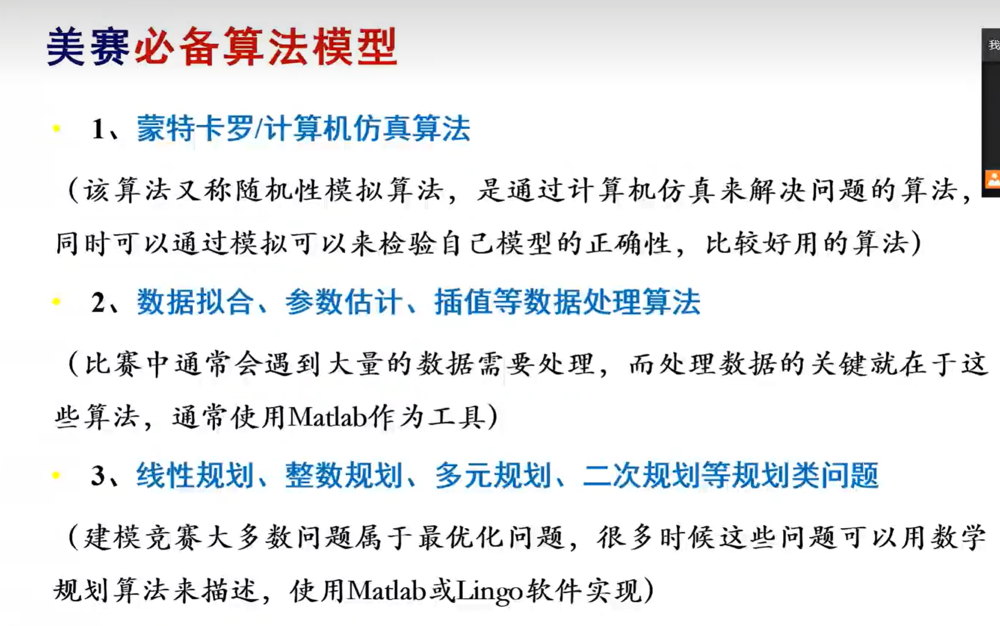 美赛必备算法模型
我
• 1、蒙特卡罗/计算机仿真算法
（该算法又称随机性模拟算法，是通过计算机仿真来解决问题的算法，
同时可以通过模拟可以来检验自己模型的正确性，比较好用的算法）
• 2、数据拟合、参数估计、插值等数据处理算法
（比赛中通常会遇到大量的数据需要处理，而处理数据的关键就在于这
些算法，通常使用Matlab作为工具）
• 3、线性规划、整数规划、多元规划、二次规划等规划类问题
（建模竞赛大多数问题属于最优化问题，很多时候这些问题可以用数学
规划算法来描述，使用Matlab或Lingo软件实现）